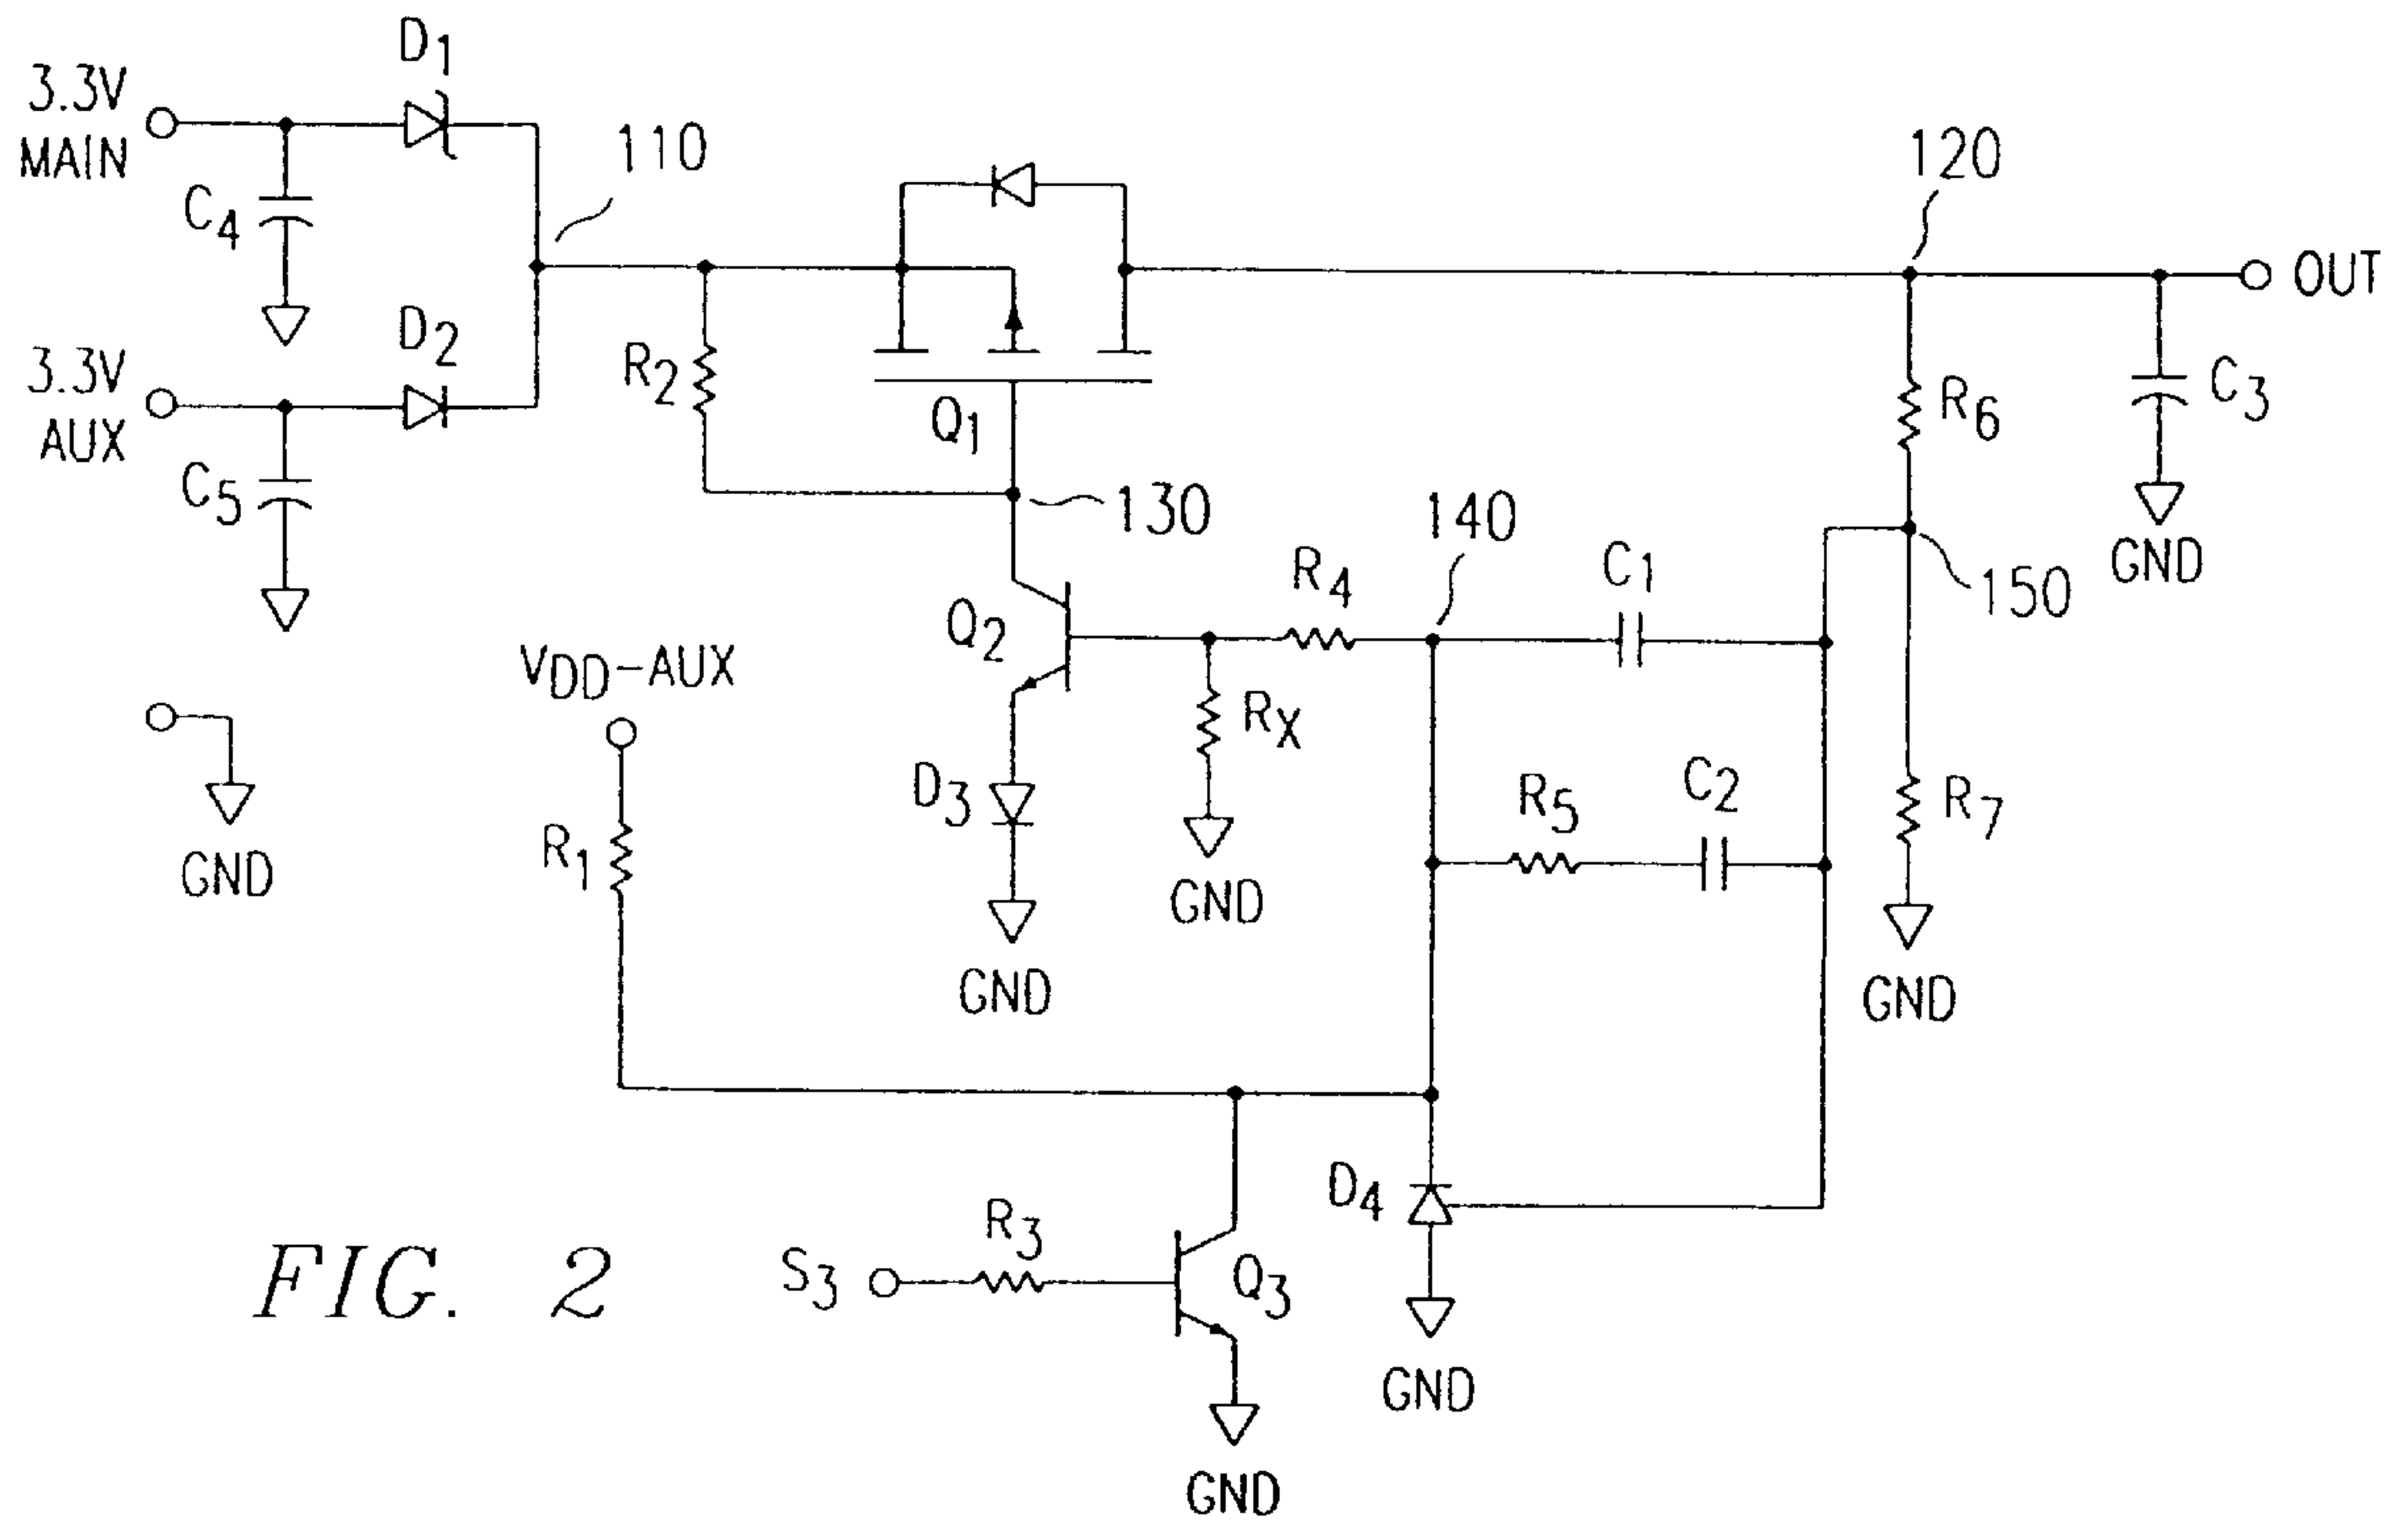 D1
3.3V
MAIN
110
120
C4
OUT
D2
3.3V
AUX
R2
Q1
R6
C3
C5
130
140
GND
R4
C1
150
Q2
VDD-AUX
RX
D3
R5
C2
R7
R1
GND
GND
GND
GND
D4
R3
S3
Q3
FIG. 2
GND
GND